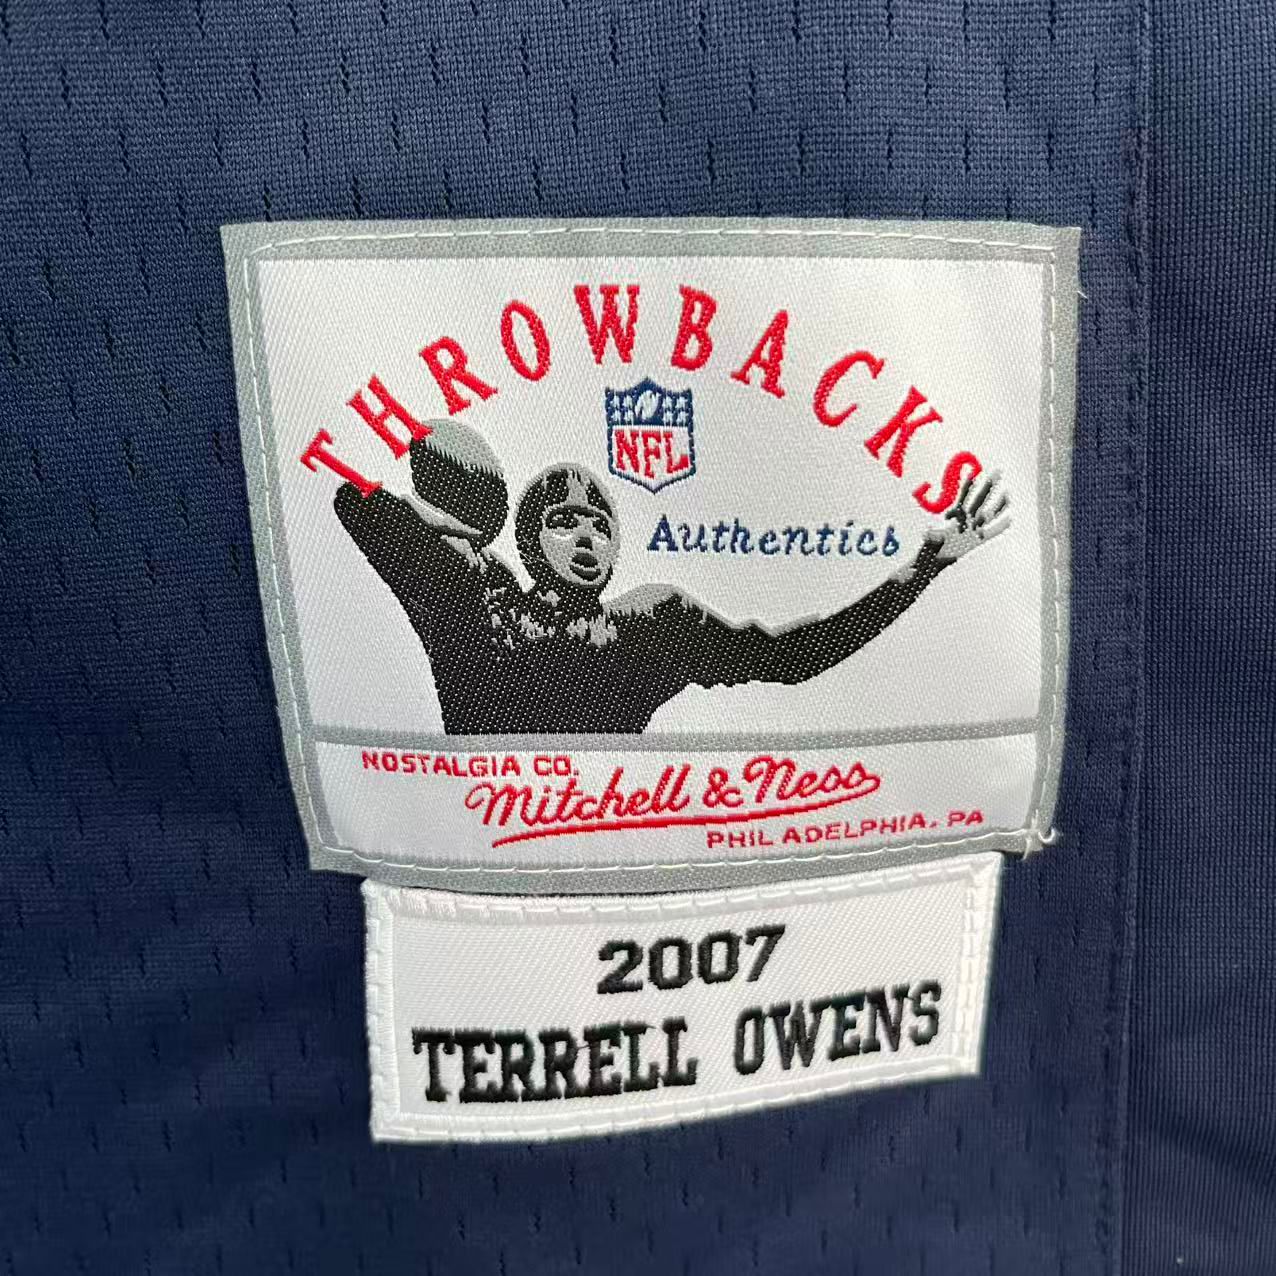 THROWBACKS
NFL
Authentics
NOSTALGIA CO.
Mitchell & Ness
PHILADELPHIA. PA
2007
TERRELL OWENS